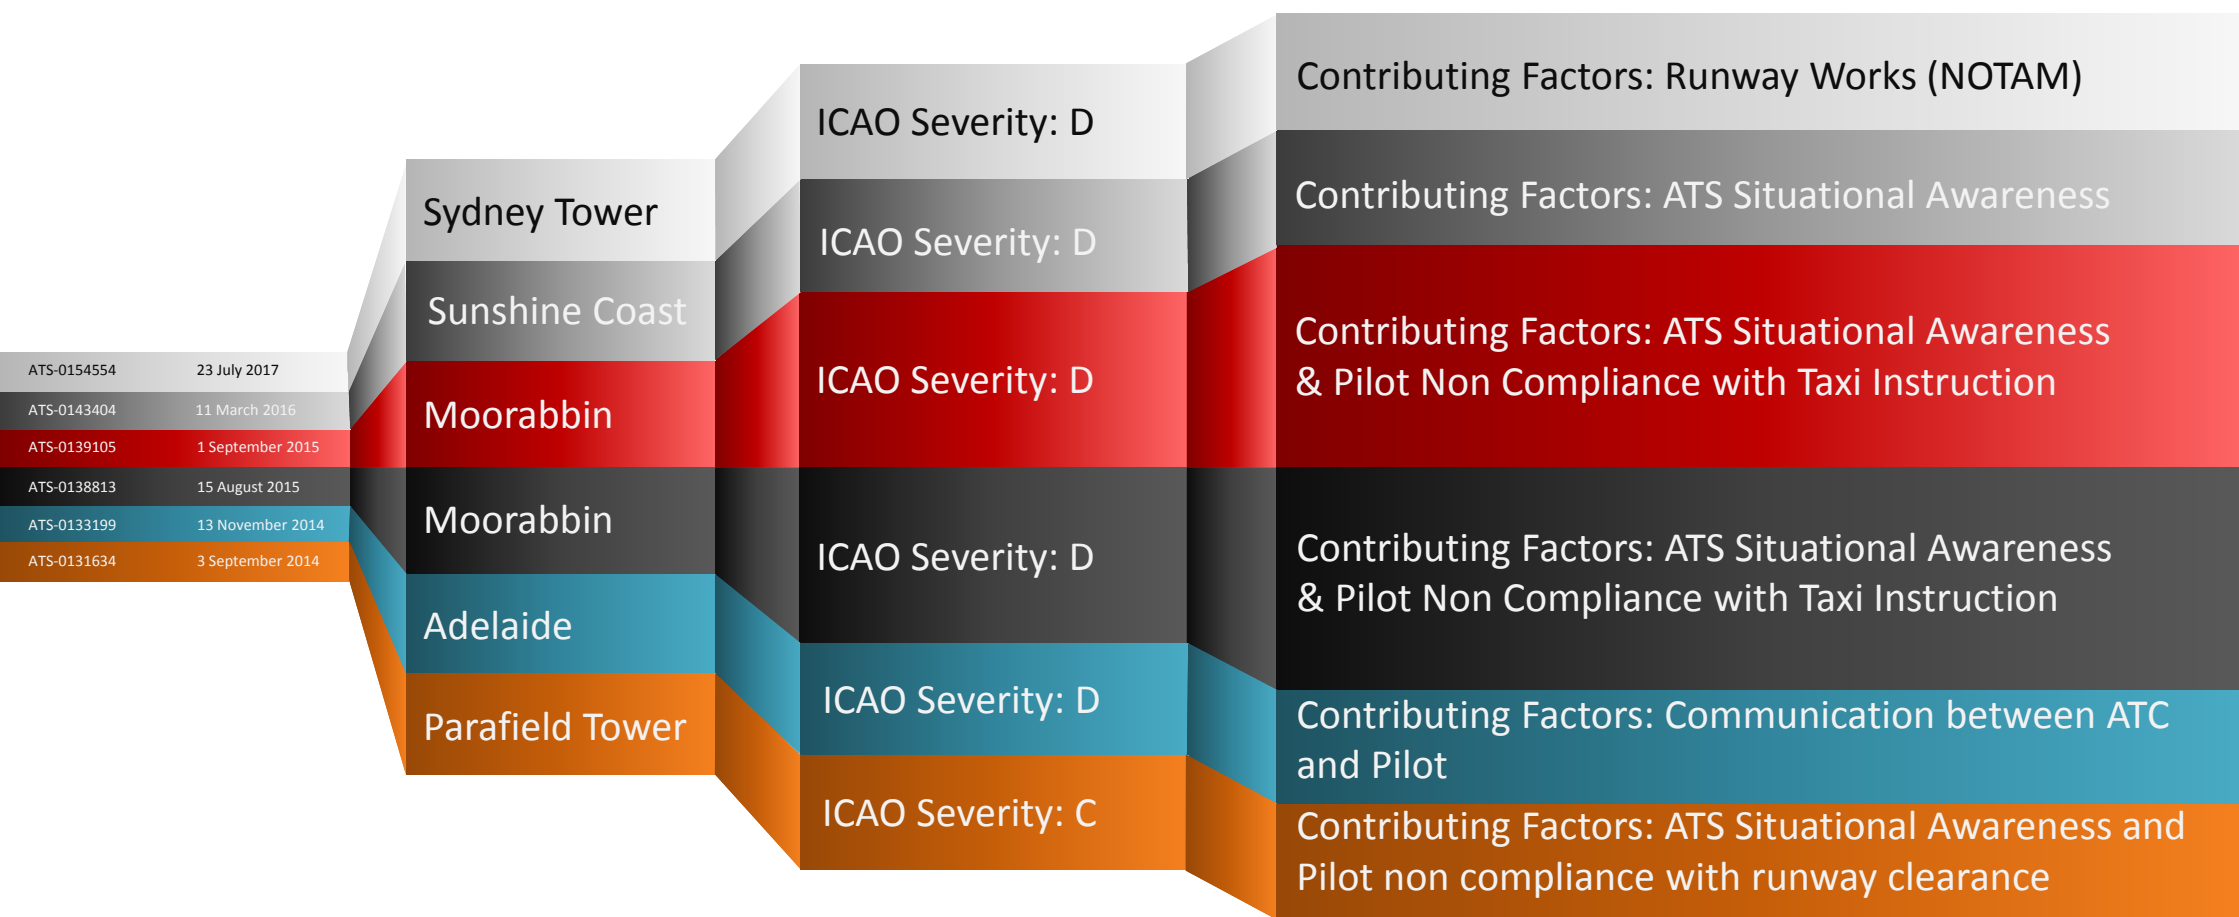 ATS-0154554 23 July 2017
ATS-0143404 11 March 2016
ATS-0139105 1 September 2015
ATS-0138813 15 August 2015
ATS-0133199 13 November 2014
ATS-0131634 3 September 2014
Sydney Tower
Sunshine Coast
Moorabbin
Moorabbin
Adelaide
Parafield Tower
ICAO Severity: D
ICAO Severity: D
ICAO Severity: D
ICAO Severity: D
ICAO Severity: D
ICAO Severity: C
Contributing Factors: Runway Works (NOTAM)
Contributing Factors: ATS Situational Awareness
Contributing Factors: ATS Situational Awareness
& Pilot Non Compliance with Taxi Instruction
Contributing Factors: ATS Situational Awareness
& Pilot Non Compliance with Taxi Instruction
Contributing Factors: Communication between ATC
and Pilot
Contributing Factors: ATS Situational Awareness and
Pilot non compliance with runway clearance